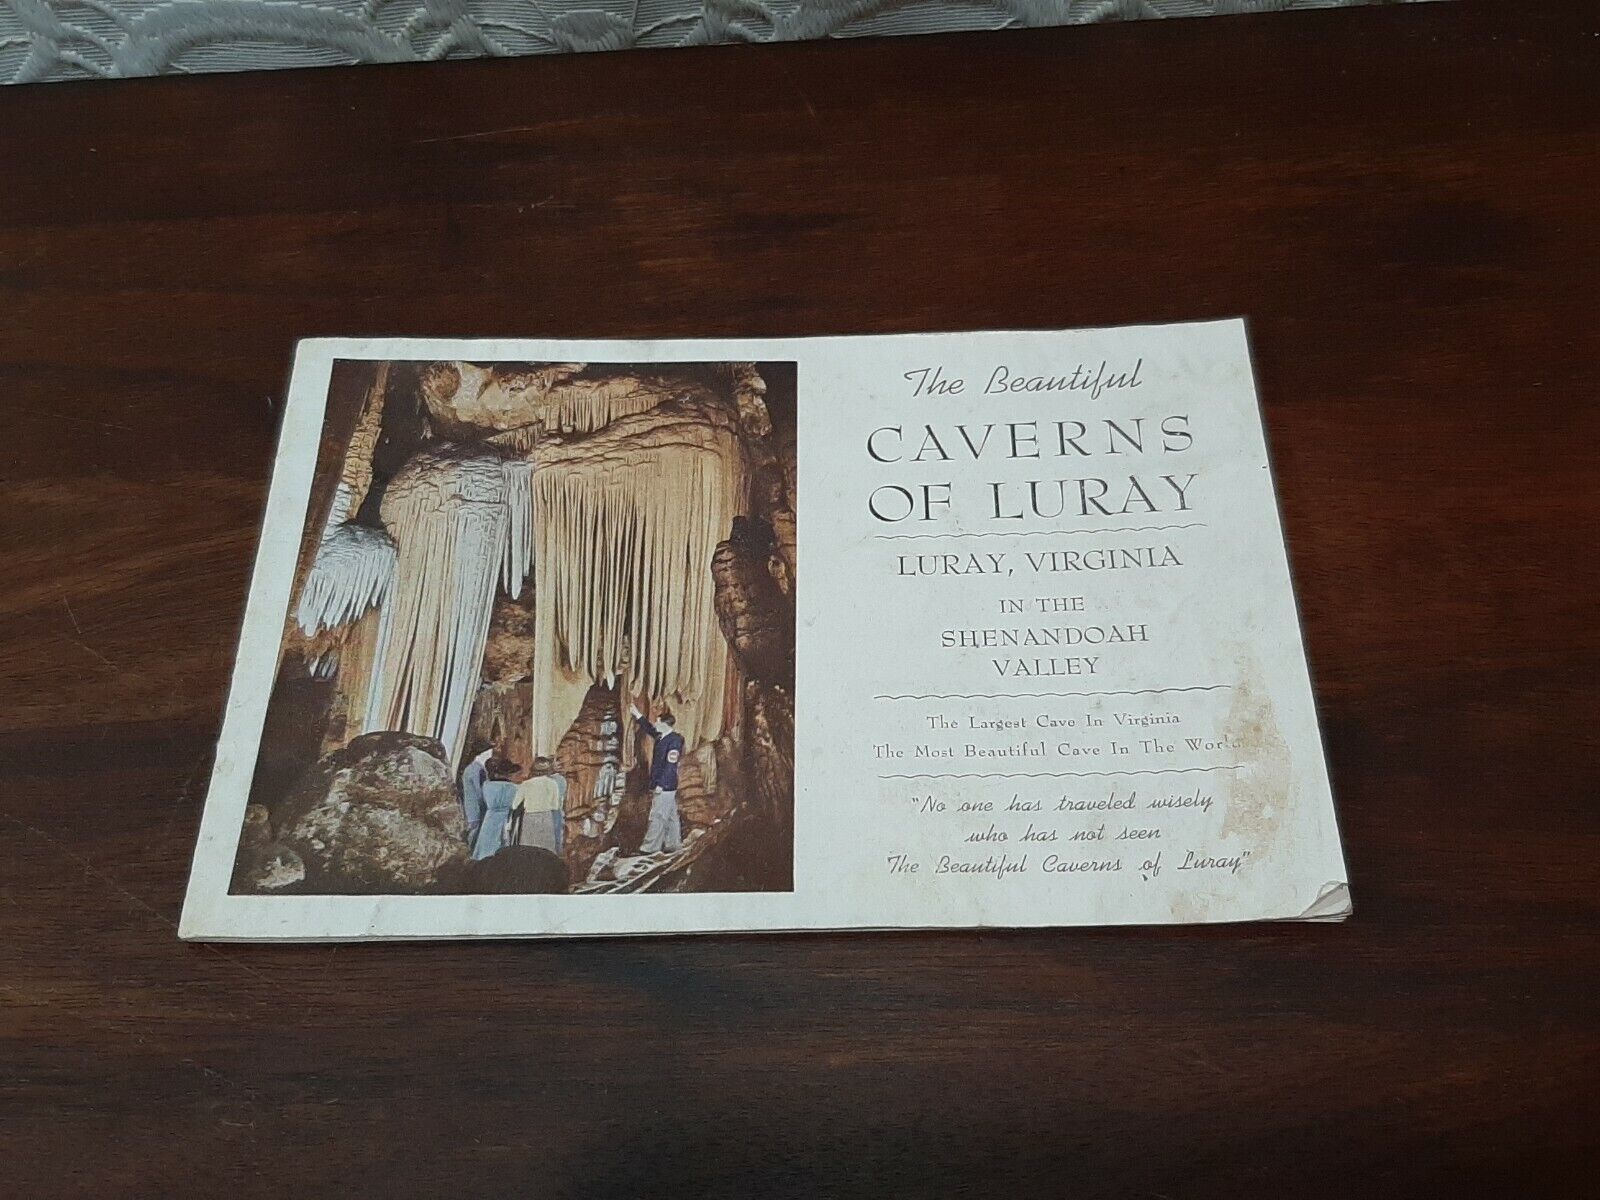 The Beautiful
CAVERNS
OF LURAY
LURAY, VIRGINIA
IN THE
SHENANDOAH
VALLEY
The Largest Cave In Virginia
The Most Beautiful Cave In The World
"No one has traveled wisely
who has not seen
The Beautiful Caverns of Luray"